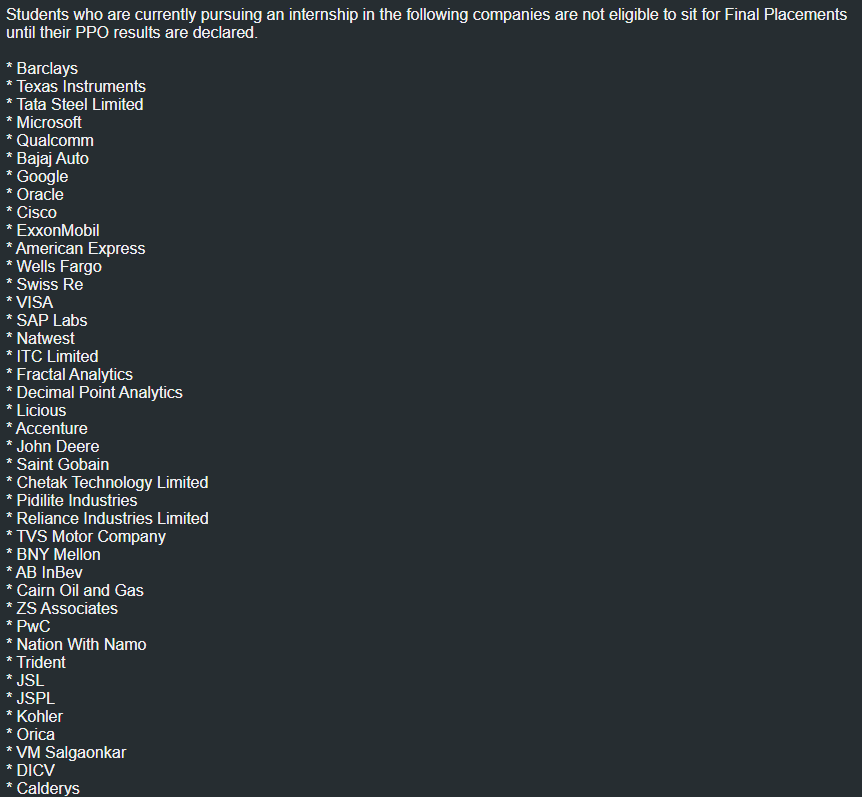 Students who are currently pursuing an internship in the following companies are not eligible to sit for Final Placements
until their PPO results are declared.
* Barclays
* Texas Instruments
* Tata Steel Limited
* Microsoft
* Qualcomm
* Bajaj Auto
* Google
* Oracle
* Cisco
* ExxonMobil
* American Express
* Wells Fargo
* Swiss Re
* VISA
* SAP Labs
* Natwest
* ITC Limited
* Fractal Analytics
* Decimal Point Analytics
* Licious
* Accenture
* John Deere
* Saint Gobain
* Chetak Technology Limited
* Pidilite Industries
* Reliance Industries Limited
* TVS Motor Company
* BNY Mellon
* AB InBev
* Cairn Oil and Gas
* ZS Associates
* PwC
* Nation With Namo
* Trident
* JSL
* JSPL
* Kohler
* Orica
* VM Salgaonkar
* DICV
* Calderys